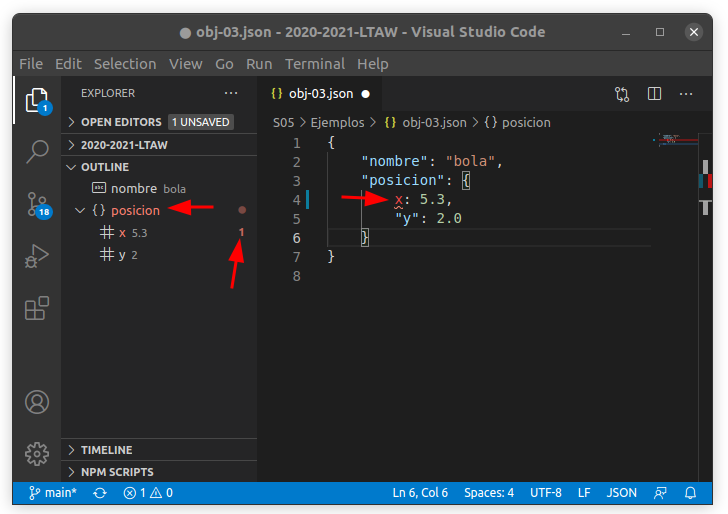 ● obj-03.json - 2020-2021-LTAW - Visual Studio Code
File Edit Selection View Go Run Terminal Help
EXPLORER ···
OPEN EDITORS 1 UNSAVED
2020-2021-LTAW
OUTLINE
abc nombre bola
{} posicion
x 5.3 1
y 2
TIMELINE
NPM SCRIPTS
1
18
{} obj-03.json ●
S05 > Ejemplos > {} obj-03.json > {} posicion
1 {
2 "nombre": "bola",
3 "posicion": {
4 x: 5.3,
5 "y": 2.0
6 }
7 }
8
main* 1 0 Ln 6, Col 6 Spaces: 4 UTF-8 LF JSON